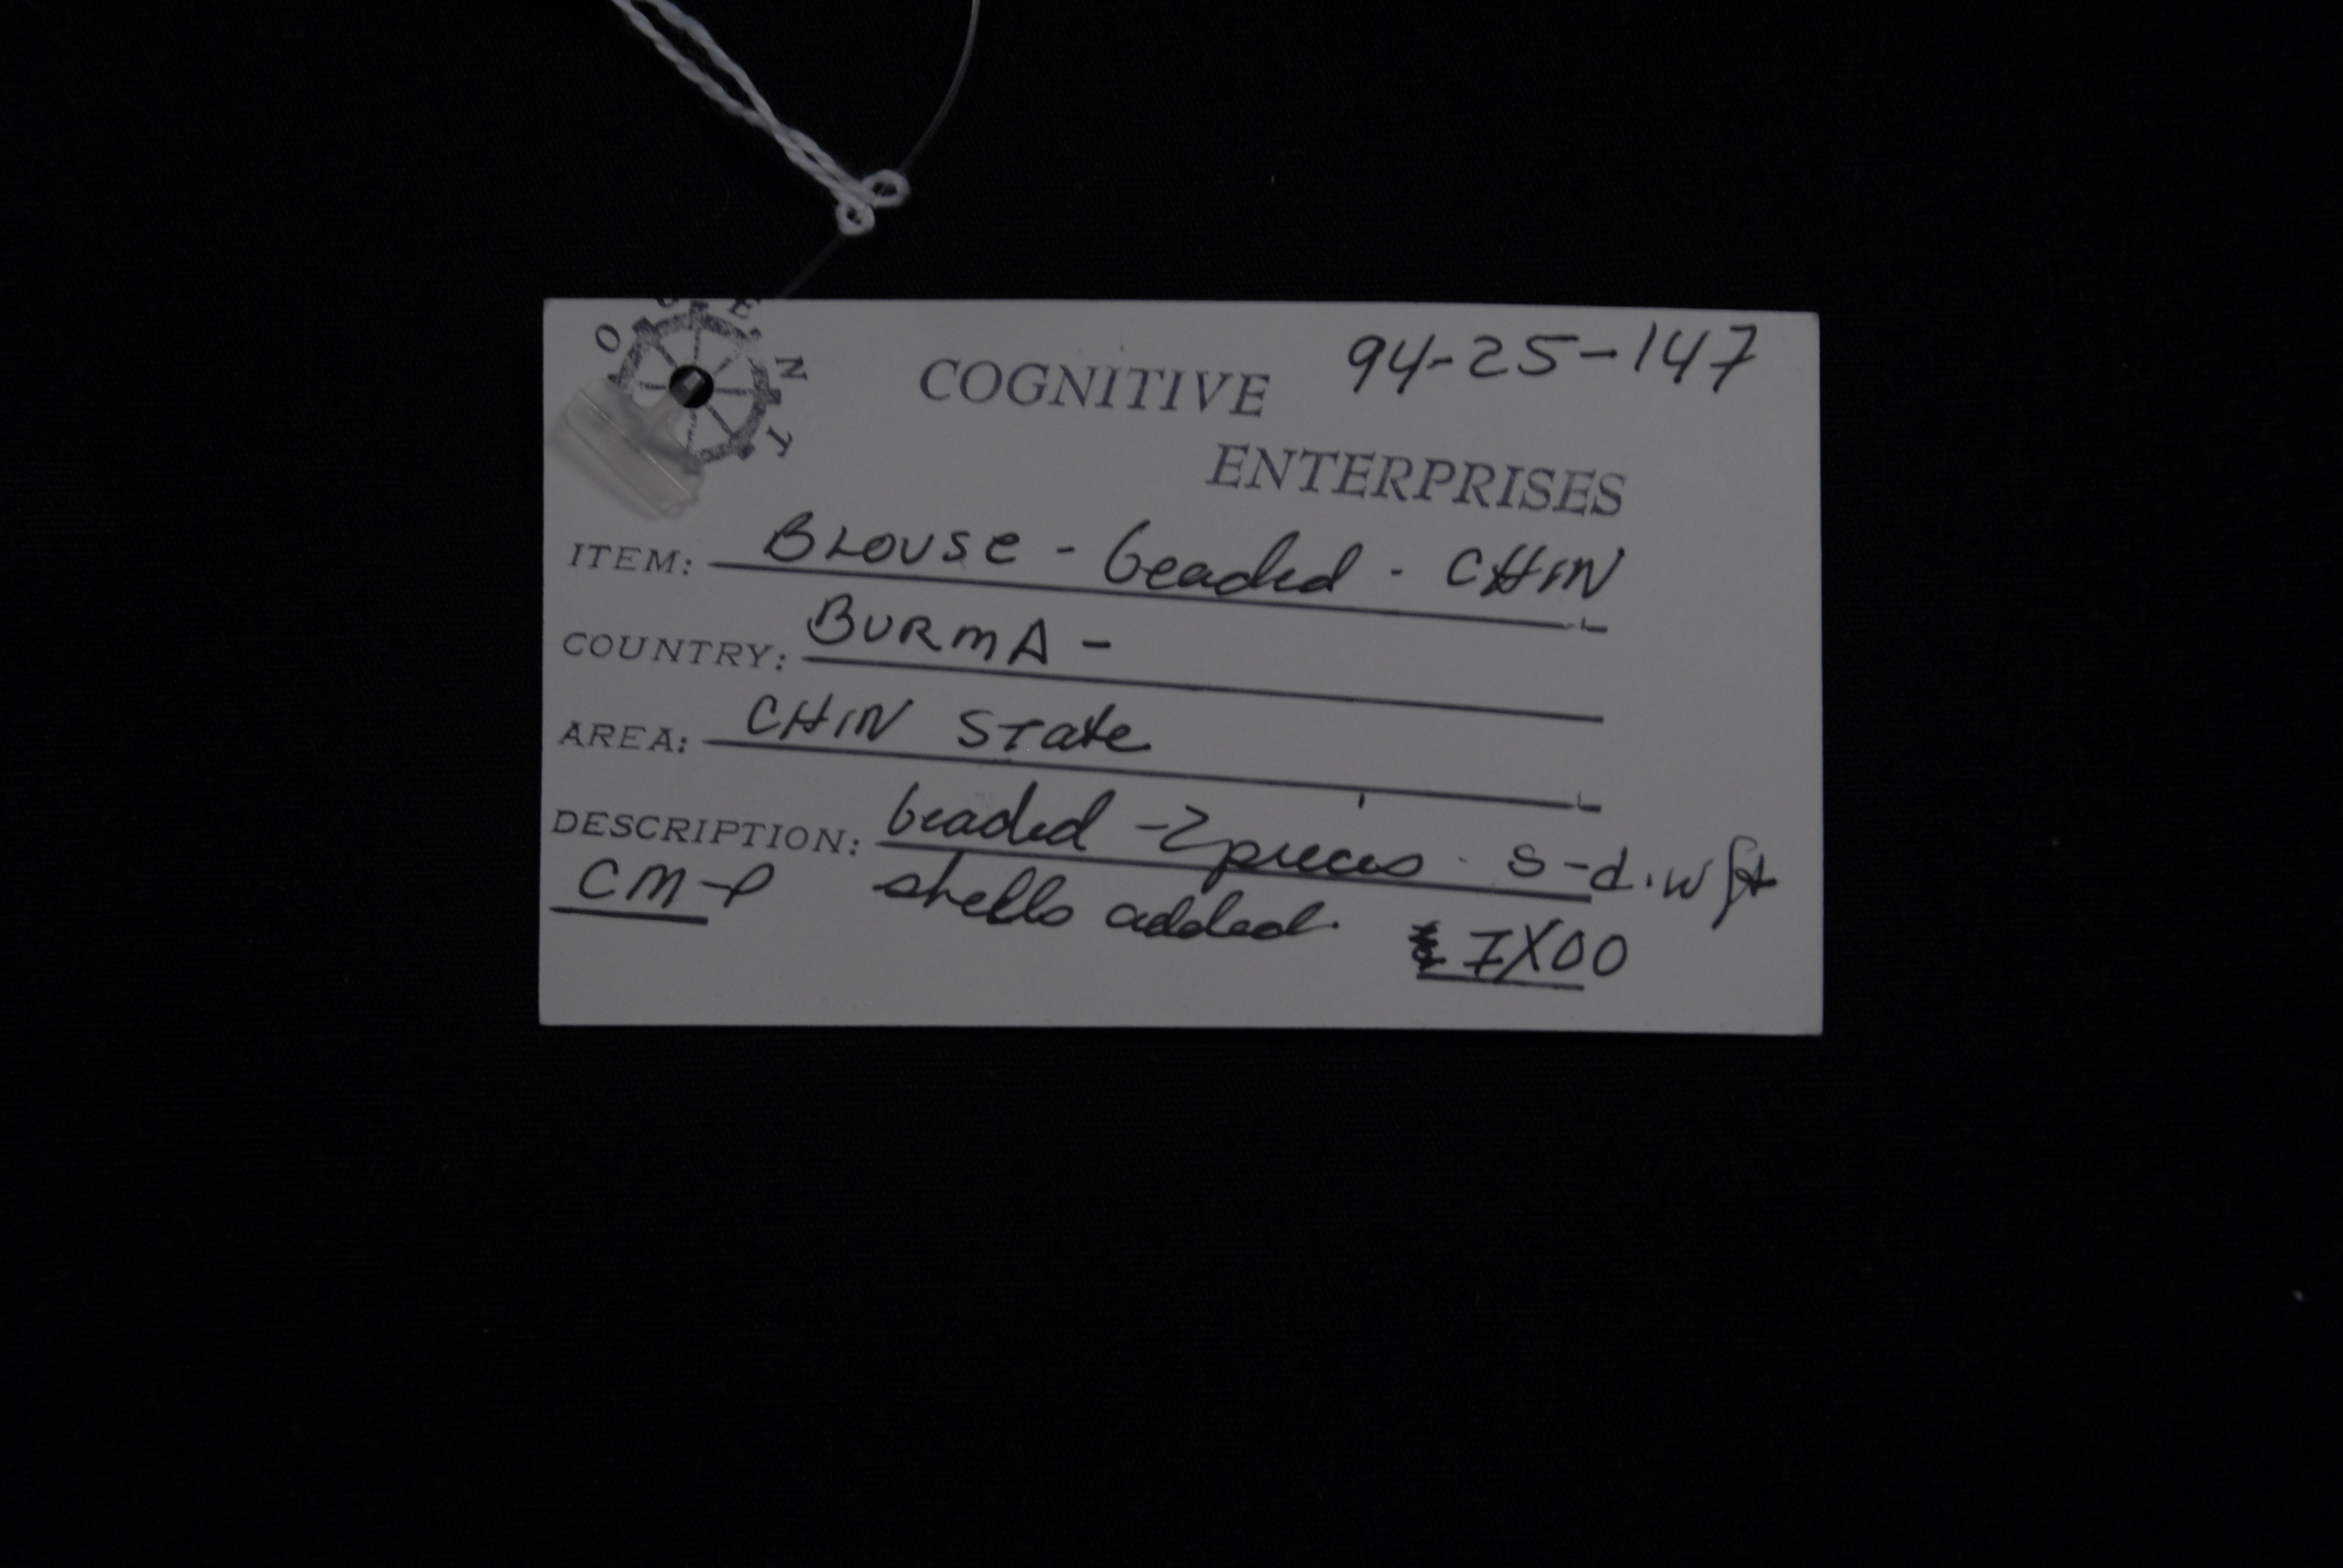 O G E N T
COGNITIVE 94-25-147
ENTERPRISES
ITEM: BLOUSE - beaded - CHIN
COUNTRY: BURMA -
AREA: CHIN State
DESCRIPTION: beaded - 2 pieces - s-d.w
CM-P shells added.